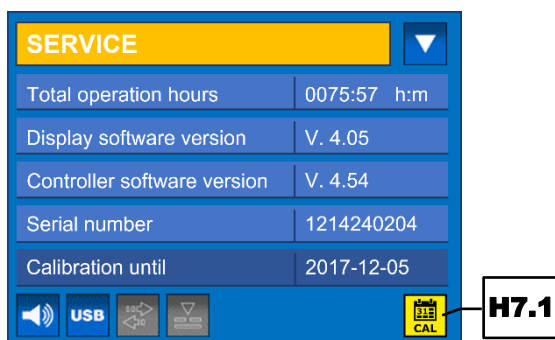 SERVICE
Total operation hours 0075:57 h:m
Display software version V. 4.05
Controller software version V. 4.54
Serial number 1214240204
Calibration until 2017-12-05
USB
31
CAL
H7.1